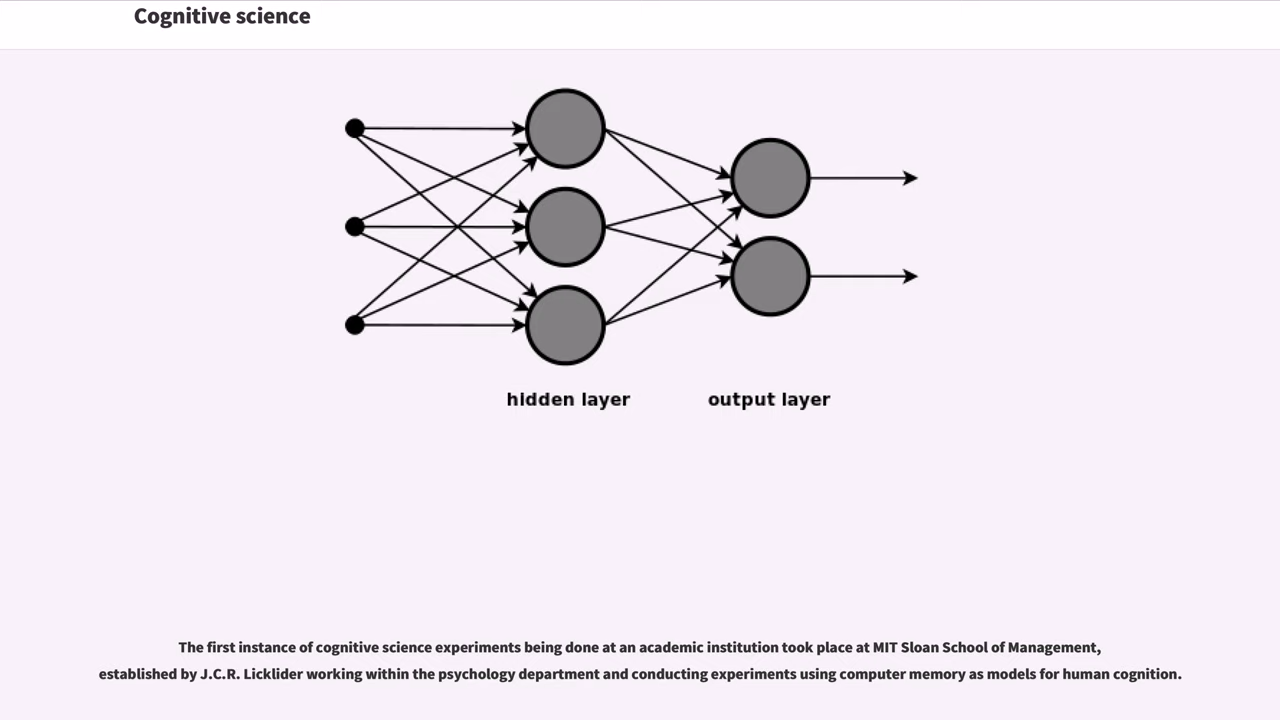 Cognitive science
hidden layer
output layer
The first instance of cognitive science experiments being done at an academic institution took place at MIT Sloan School of Management,
established by J.C.R. Licklider working within the psychology department and conducting experiments using computer memory as models for human cognition.